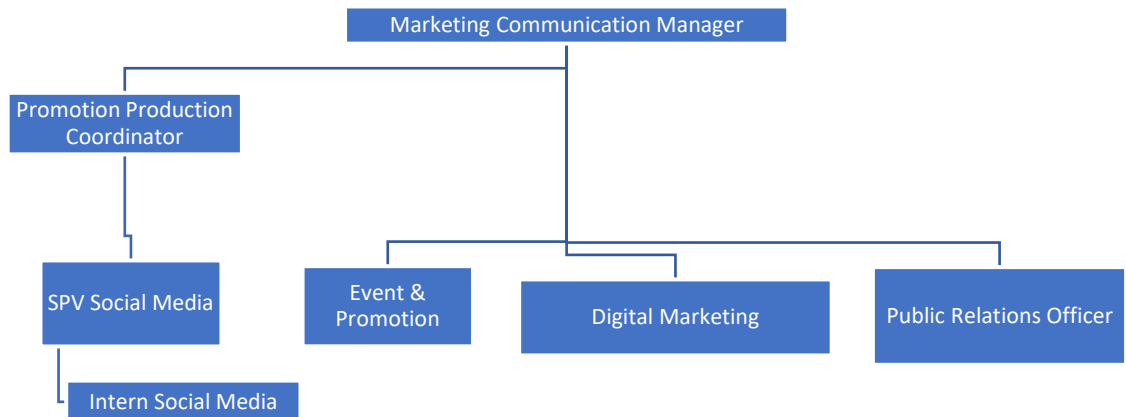 Marketing Communication Manager
Promotion Production
Coordinator
SPV Social Media
Event &
Promotion
Digital Marketing
Public Relations Officer
Intern Social Media